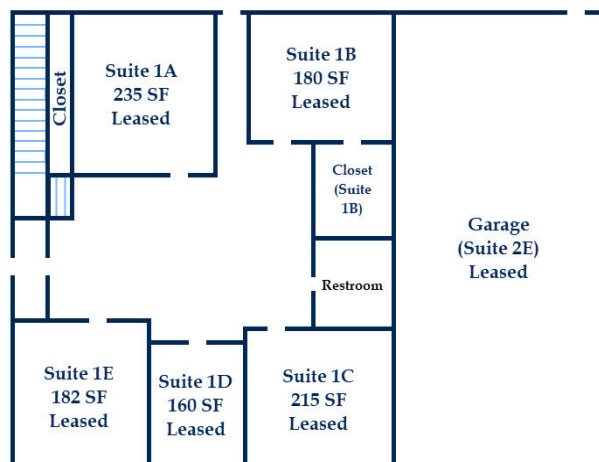 Closet
Suite 1A
235 SF
Leased
Suite 1B
180 SF
Leased
Closet
(Suite
1B)
Garage
(Suite 2E)
Leased
Restroom
Suite 1E
182 SF
Leased
Suite 1D
160 SF
Leased
Suite 1C
215 SF
Leased